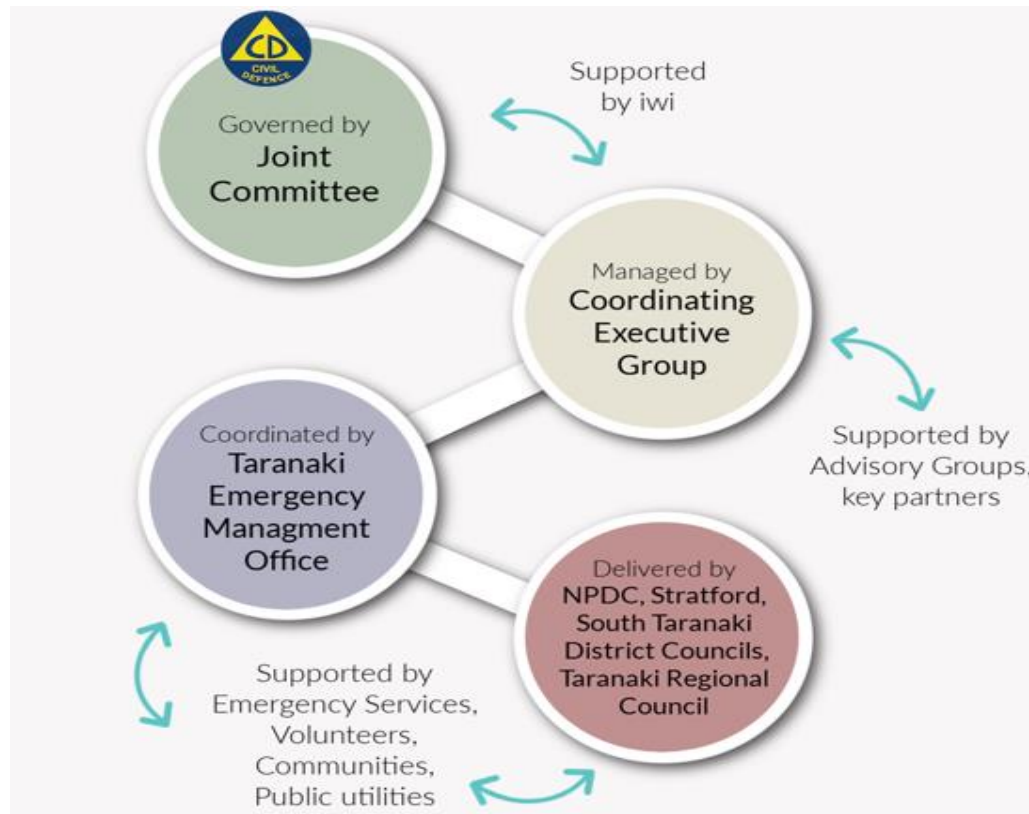 CD
CIVIL
DEFENCE
Governed by
Joint
Committee
Supported
by iwi
Managed by
Coordinating
Executive
Group
Supported by
Advisory Groups,
key partners
Coordinated by
Taranaki
Emergency
Managment
Office
Delivered by
NPDC, Stratford,
South Taranaki
District Councils,
Taranaki Regional
Council
Supported by
Emergency Services,
Volunteers,
Communities,
Public utilities